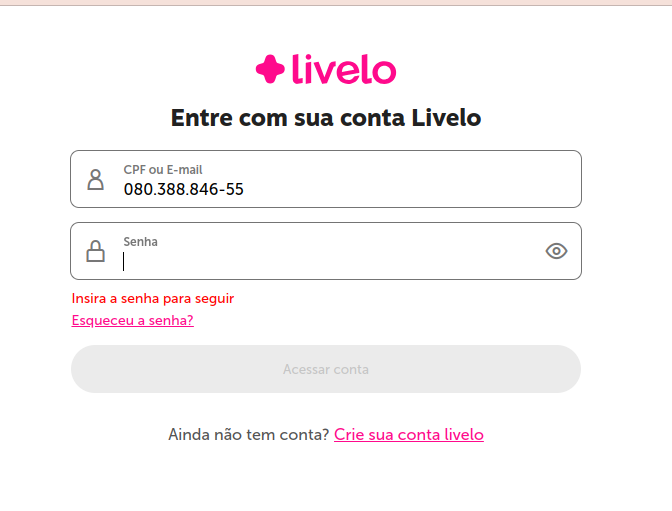 livelo
Entre com sua conta Livelo
CPF ou E-mail
080.388.846-55
Senha
Insira a senha para seguir
Esqueceu a senha?
Acessar conta
Ainda não tem conta? Crie sua conta livelo